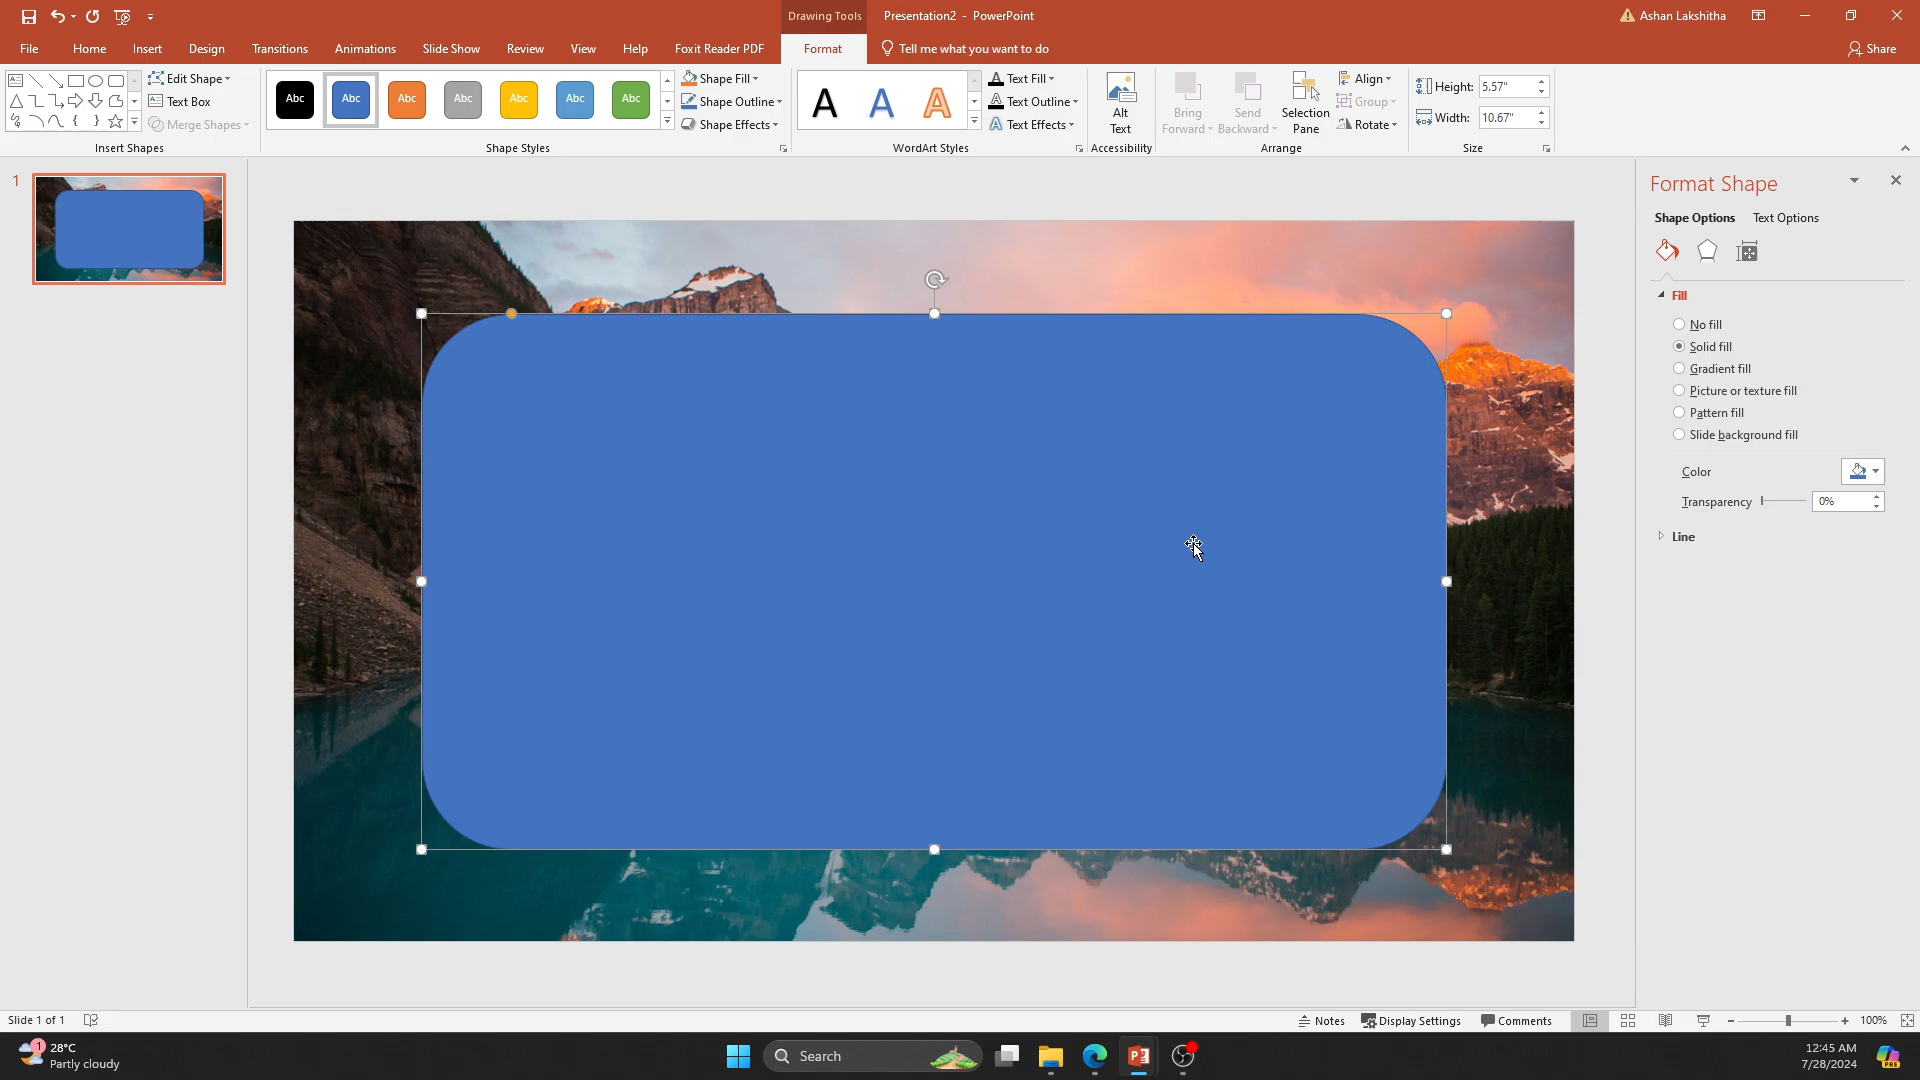 Drawing Tools
Presentation2 - PowerPoint
Ashan Lakshitha
File
Home
Insert
Design
Transitions
Animations
Slide Show
Review
View
Help
Foxit Reader PDF
Format
Tell me what you want to do
Share
Edit Shape
Text Box
Merge Shapes
Insert Shapes
Abc
Abc
Abc
Abc
Abc
Abc
Abc
Shape Fill
Shape Outline
Shape Effects
Shape Styles
A
A
A
Text Fill
Text Outline
Text Effects
WordArt Styles
Alt
Text
Accessibility
Bring
Forward
Send
Backward
Selection
Pane
Align
Group
Rotate
Arrange
Height: 5.57"
Width: 10.67"
Size
1
Format Shape
Shape Options
Text Options
Fill
No fill
Solid fill
Gradient fill
Picture or texture fill
Pattern fill
Slide background fill
Color
Transparency
0%
Line
Slide 1 of 1
Notes
Display Settings
Comments
100%
1
28°C
Partly cloudy
Search
12:45 AM
7/28/2024
PRE